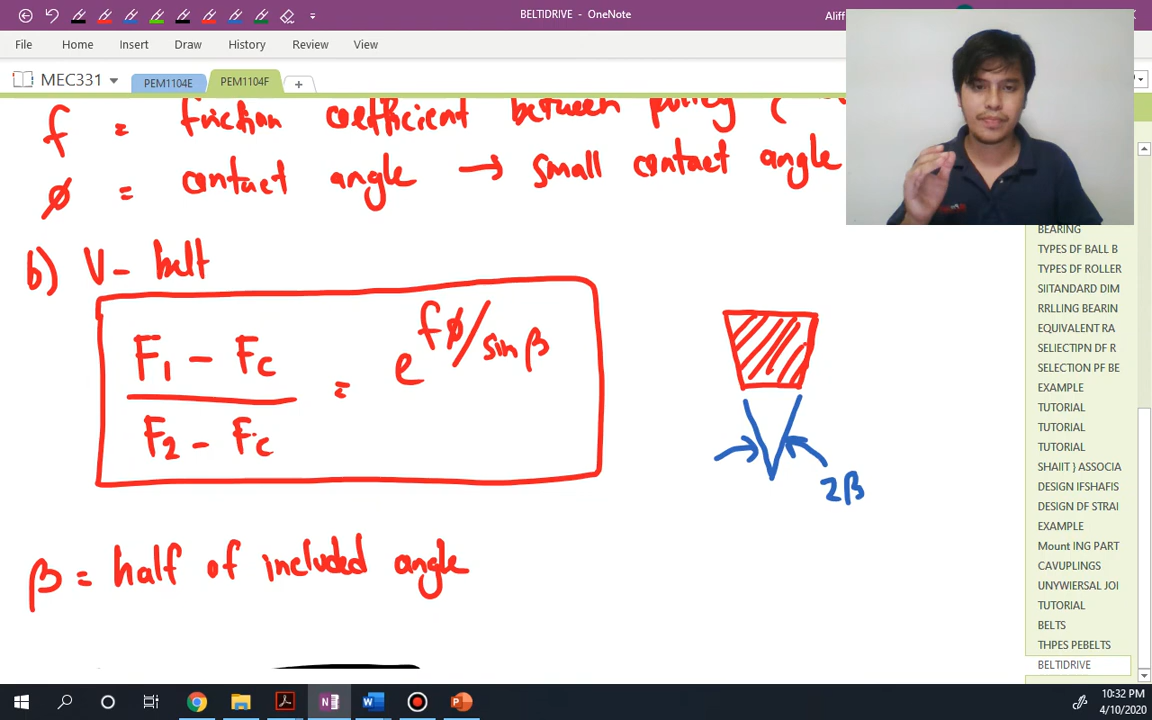 BELTIDRIVE - OneNote
Aliff
File Home Insert Draw History Review View
MEC331 PEM1104E PEM1104F +
f = friction coefficient between pulley
ø = contact angle → small contact angle
b) V- belt
F1 - Fc
F2 - Fc
= e^fø/sin β
2β
β = half of included angle
BEARING
TYPES DF BALL B
TYPES DF ROLLER
SIITANDARD DIM
RRLLING BEARIN
EQUIVALENT RA
SELIECTIPN DF R
SELECTION PF BE
EXAMPLE
TUTORIAL
TUTORIAL
TUTORIAL
SHAIIT } ASSOCIA
DESIGN IFSHAFIS
DESIGN DF STRAI
EXAMPLE
Mount ING PART
CAVUPLINGS
UNYWIERSAL JOI
TUTORIAL
BELTS
THPES PEBELTS
BELTIDRIVE
10:32 PM
4/10/2020